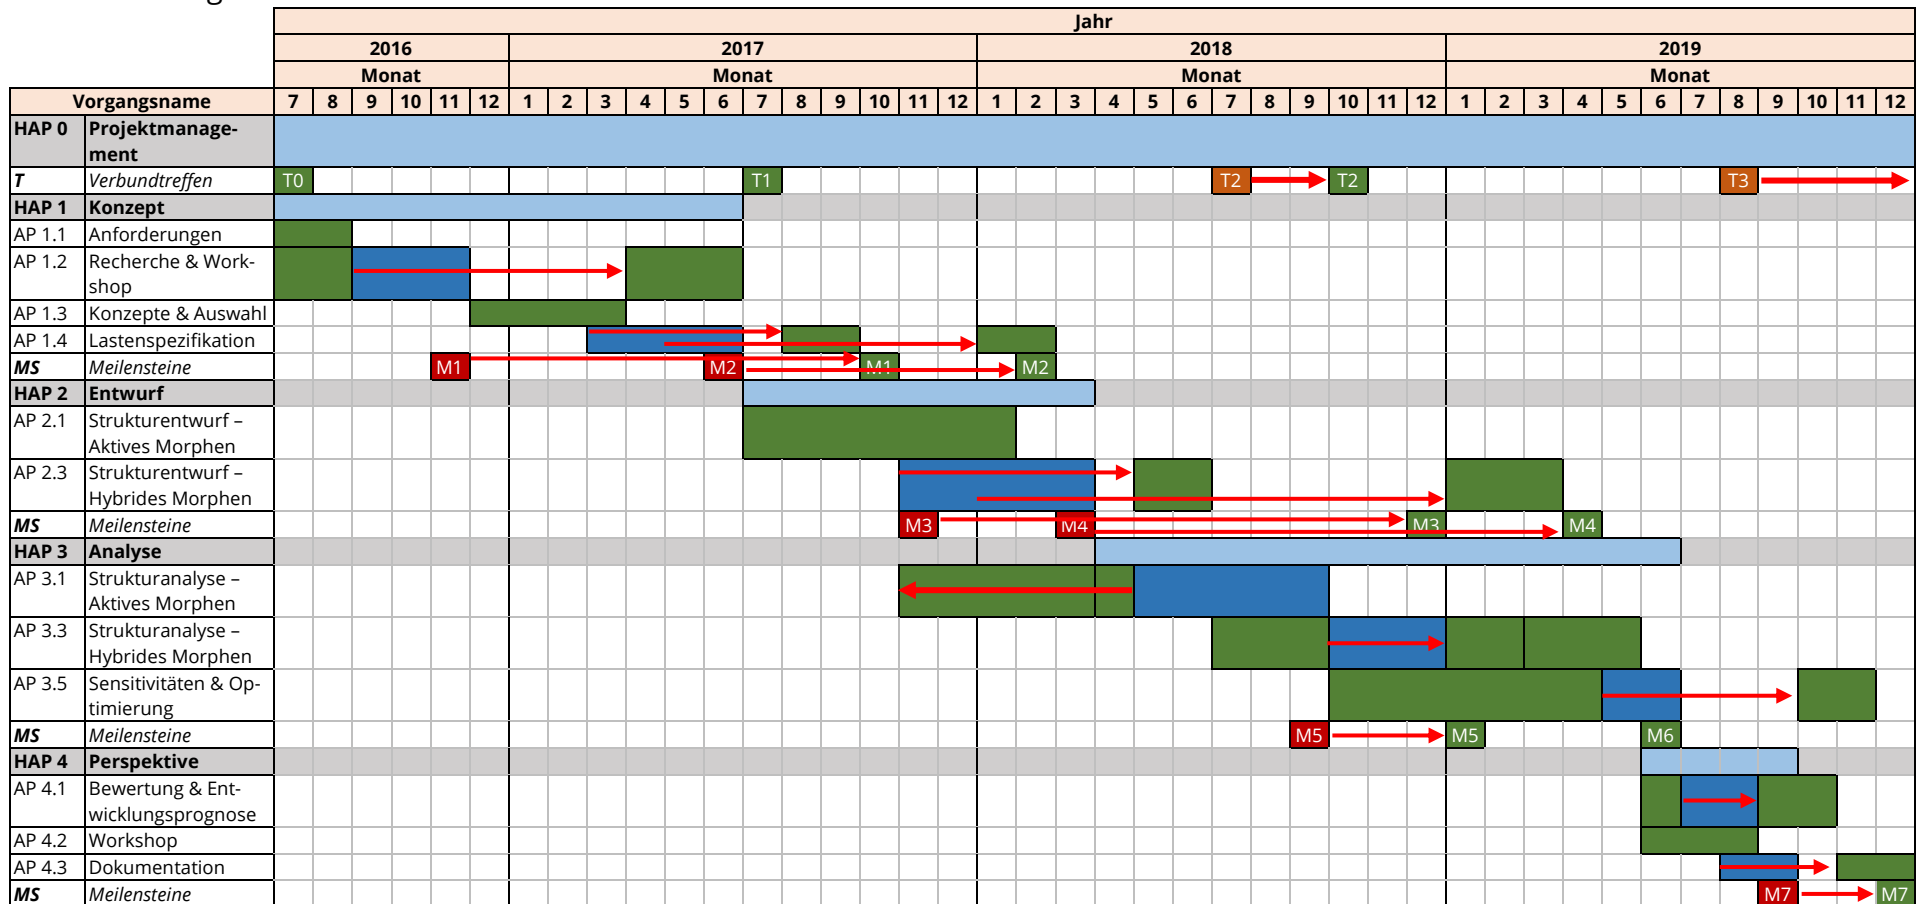 Jahr
2016 2017 2018 2019
Monat Monat Monat Monat
Vorgangsname 7 8 9 10 11 12 1 2 3 4 5 6 7 8 9 10 11 12 1 2 3 4 5 6 7 8 9 10 11 12 1 2 3 4 5 6 7 8 9 10 11 12
HAP 0 Projektmanage-
ment
T Verbundtreffen T0 T1 T2 T2 T3
HAP 1 Konzept
AP 1.1 Anforderungen
AP 1.2 Recherche & Work-
shop
AP 1.3 Konzepte & Auswahl
AP 1.4 Lastenspezifikation
MS Meilensteine M1 M2 M1 M2
HAP 2 Entwurf
AP 2.1 Strukturentwurf –
Aktives Morphen
AP 2.3 Strukturentwurf –
Hybrides Morphen
MS Meilensteine M3 M4 M3 M4
HAP 3 Analyse
AP 3.1 Strukturanalyse –
Aktives Morphen
AP 3.3 Strukturanalyse –
Hybrides Morphen
AP 3.5 Sensitivitäten & Op-
timierung
MS Meilensteine M5 M5 M6
HAP 4 Perspektive
AP 4.1 Bewertung & Ent-
wicklungsprognose
AP 4.2 Workshop
AP 4.3 Dokumentation
MS Meilensteine M7 M7